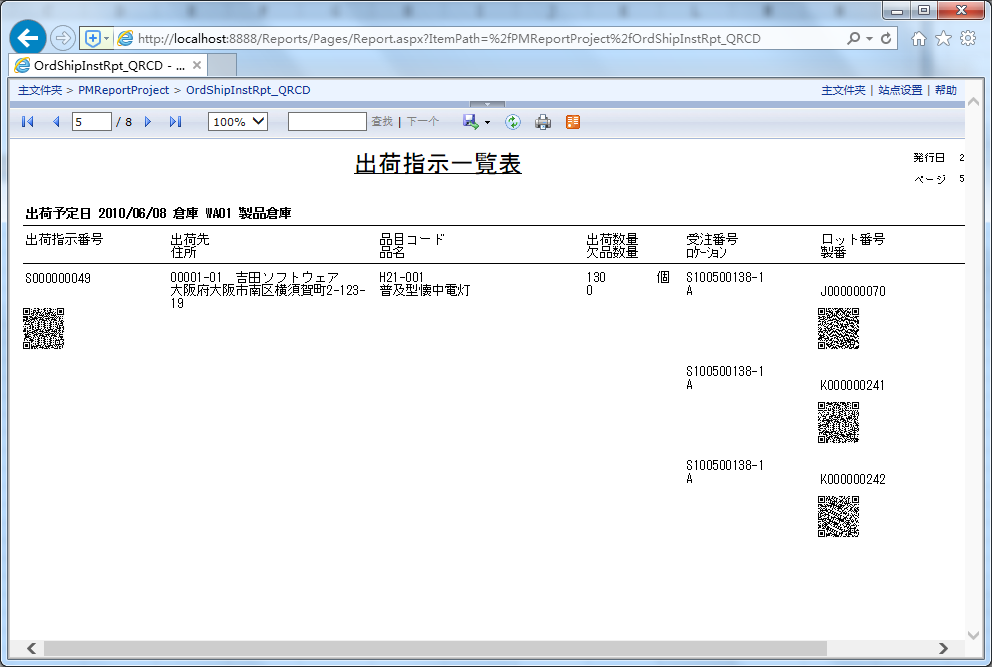 http://localhost:8888/Reports/Pages/Report.aspx?ItemPath=%2fPMReportProject%2fOrdShipInstRpt_QRCD
OrdShipInstRpt_QRCD - ...
主文件夹 > PMReportProject > OrdShipInstRpt_QRCD 主文件夹 | 站点设置 | 帮助
5 / 8 100% 查找 | 下一个
出荷指示一覧表
発行日 2
ページ 5
出荷予定日 2010/06/08 倉庫 WA01 製品倉庫
出荷指示番号 出荷先 品目コード 出荷数量 受注番号 ロット番号
住所 品名 欠品数量 ﾛｹｰｼｮﾝ 製番
S000000049 00001-01 吉田ソフトウェア H21-001 130 個 S100500138-1
大阪府大阪市南区横須賀町2-123- 普及型懐中電灯 0 A J000000070
19
S100500138-1
A K000000241
S100500138-1
A K000000242